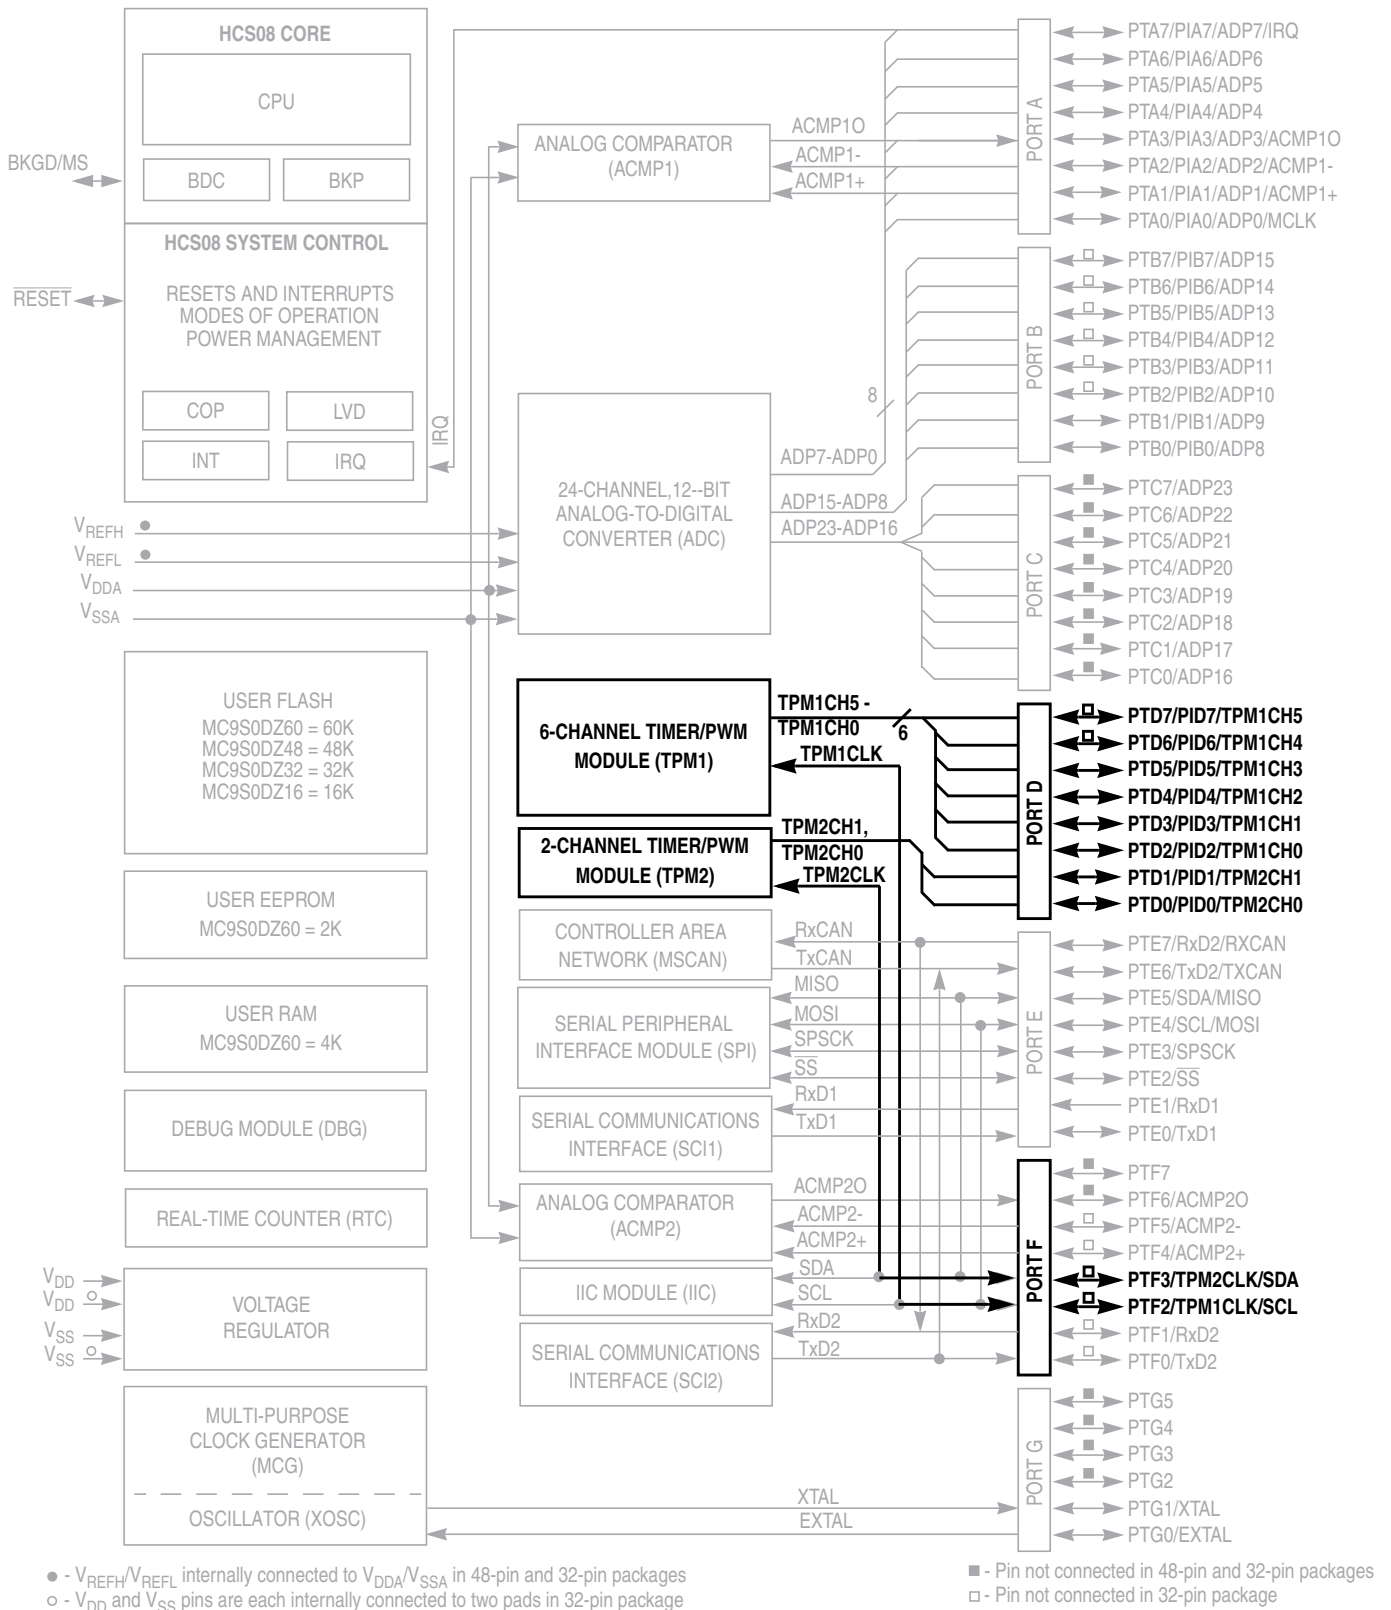 HCS08 CORE
CPU
BDC
BKP
BKGD/MS
HCS08 SYSTEM CONTROL
RESETS AND INTERRUPTS
MODES OF OPERATION
POWER MANAGEMENT
COP
LVD
INT
IRQ
RESET
IRQ
VREFH
VREFL
VDDA
VSSA
USER FLASH
MC9S0DZ60 = 60K
MC9S0DZ48 = 48K
MC9S0DZ32 = 32K
MC9S0DZ16 = 16K
USER EEPROM
MC9S0DZ60 = 2K
USER RAM
MC9S0DZ60 = 4K
DEBUG MODULE (DBG)
REAL-TIME COUNTER (RTC)
VDD
VDD
VSS
VSS
VOLTAGE
REGULATOR
MULTI-PURPOSE
CLOCK GENERATOR
(MCG)
OSCILLATOR (XOSC)
ANALOG COMPARATOR
(ACMP1)
ACMP1O
ACMP1-
ACMP1+
24-CHANNEL,12--BIT
ANALOG-TO-DIGITAL
CONVERTER (ADC)
8
ADP7-ADP0
ADP15-ADP8
ADP23-ADP16
6-CHANNEL TIMER/PWM
MODULE (TPM1)
TPM1CH5 -
TPM1CH0
6
TPM1CLK
2-CHANNEL TIMER/PWM
MODULE (TPM2)
TPM2CH1,
TPM2CH0
TPM2CLK
CONTROLLER AREA
NETWORK (MSCAN)
RxCAN
TxCAN
SERIAL PERIPHERAL
INTERFACE MODULE (SPI)
MISO
MOSI
SPSCK
SS
SERIAL COMMUNICATIONS
INTERFACE (SCI1)
RxD1
TxD1
ANALOG COMPARATOR
(ACMP2)
ACMP2O
ACMP2-
ACMP2+
IIC MODULE (IIC)
SDA
SCL
SERIAL COMMUNICATIONS
INTERFACE (SCI2)
RxD2
TxD2
XTAL
EXTAL
PORT A
PTA7/PIA7/ADP7/IRQ
PTA6/PIA6/ADP6
PTA5/PIA5/ADP5
PTA4/PIA4/ADP4
PTA3/PIA3/ADP3/ACMP1O
PTA2/PIA2/ADP2/ACMP1-
PTA1/PIA1/ADP1/ACMP1+
PTA0/PIA0/ADP0/MCLK
PORT B
PTB7/PIB7/ADP15
PTB6/PIB6/ADP14
PTB5/PIB5/ADP13
PTB4/PIB4/ADP12
PTB3/PIB3/ADP11
PTB2/PIB2/ADP10
PTB1/PIB1/ADP9
PTB0/PIB0/ADP8
PORT C
PTC7/ADP23
PTC6/ADP22
PTC5/ADP21
PTC4/ADP20
PTC3/ADP19
PTC2/ADP18
PTC1/ADP17
PTC0/ADP16
PORT D
PTD7/PID7/TPM1CH5
PTD6/PID6/TPM1CH4
PTD5/PID5/TPM1CH3
PTD4/PID4/TPM1CH2
PTD3/PID3/TPM1CH1
PTD2/PID2/TPM1CH0
PTD1/PID1/TPM2CH1
PTD0/PID0/TPM2CH0
PORT E
PTE7/RxD2/RXCAN
PTE6/TxD2/TXCAN
PTE5/SDA/MISO
PTE4/SCL/MOSI
PTE3/SPSCK
PTE2/SS
PTE1/RxD1
PTE0/TxD1
PORT F
PTF7
PTF6/ACMP2O
PTF5/ACMP2-
PTF4/ACMP2+
PTF3/TPM2CLK/SDA
PTF2/TPM1CLK/SCL
PTF1/RxD2
PTF0/TxD2
PORT G
PTG5
PTG4
PTG3
PTG2
PTG1/XTAL
PTG0/EXTAL
● - VREFH/VREFL internally connected to VDDA/VSSA in 48-pin and 32-pin packages
○ - VDD and VSS pins are each internally connected to two pads in 32-pin package
■ - Pin not connected in 48-pin and 32-pin packages
□ - Pin not connected in 32-pin package